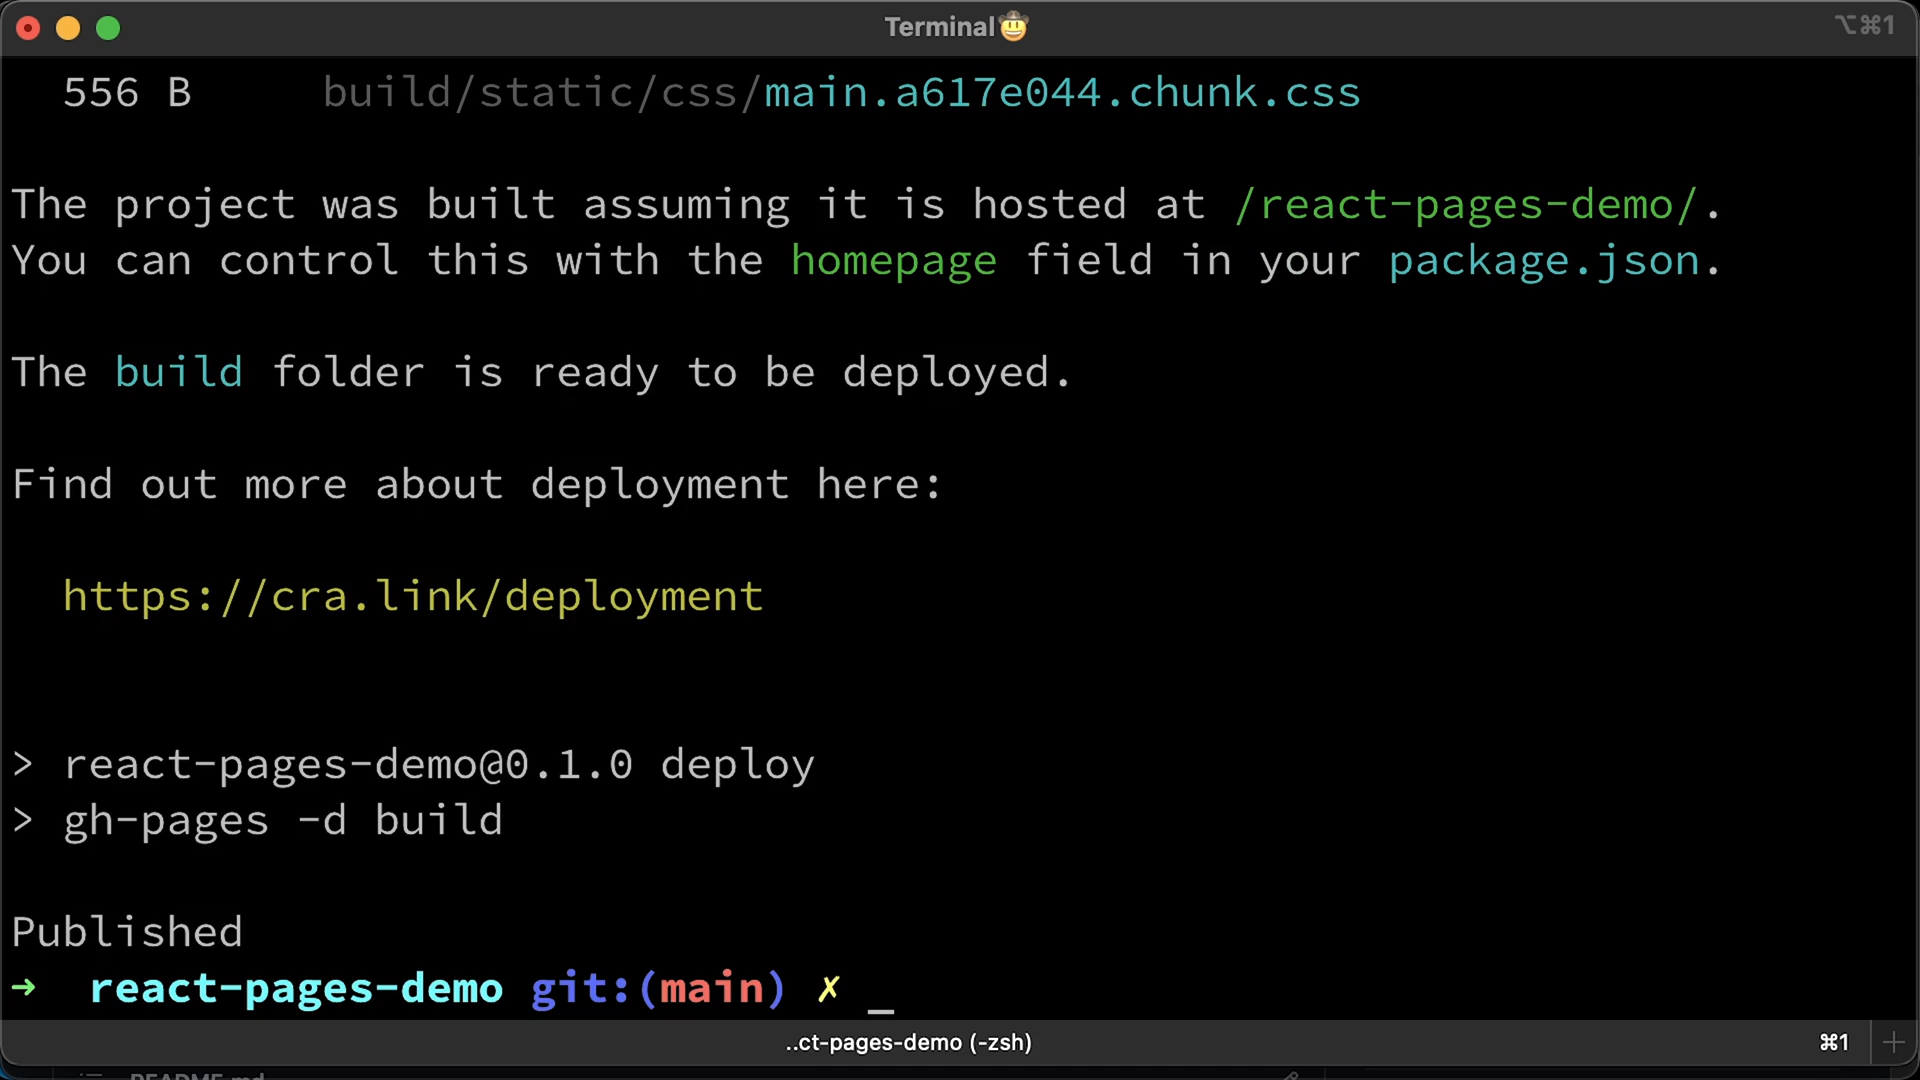 Terminal🤠
⌥⌘1
556 B build/static/css/main.a617e044.chunk.css
The project was built assuming it is hosted at /react-pages-demo/.
You can control this with the homepage field in your package.json.
The build folder is ready to be deployed.
Find out more about deployment here:
https://cra.link/deployment
> react-pages-demo@0.1.0 deploy
> gh-pages -d build
Published
➜ react-pages-demo git:(main) ✗ _
..ct-pages-demo (-zsh)
⌘1
README.md